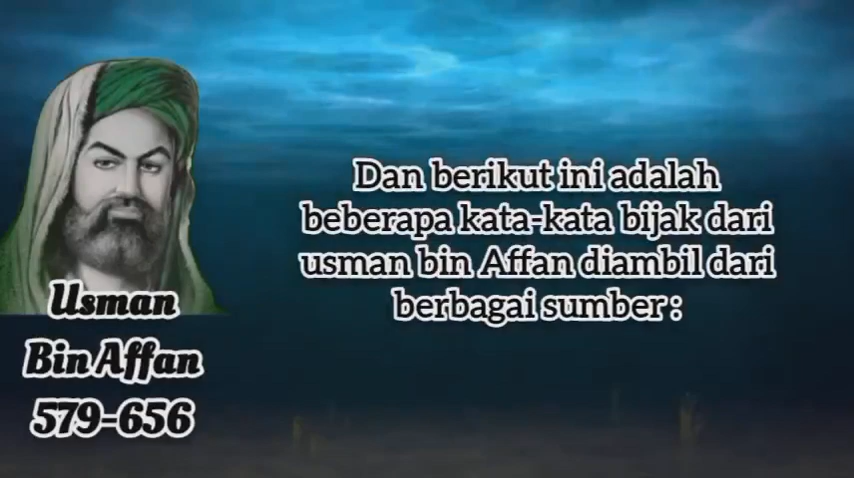 Dan berikut ini adalah
beberapa kata-kata bijak dari
usman bin Affan diambil dari
berbagai sumber :
Usman
Bin Affan
579-656